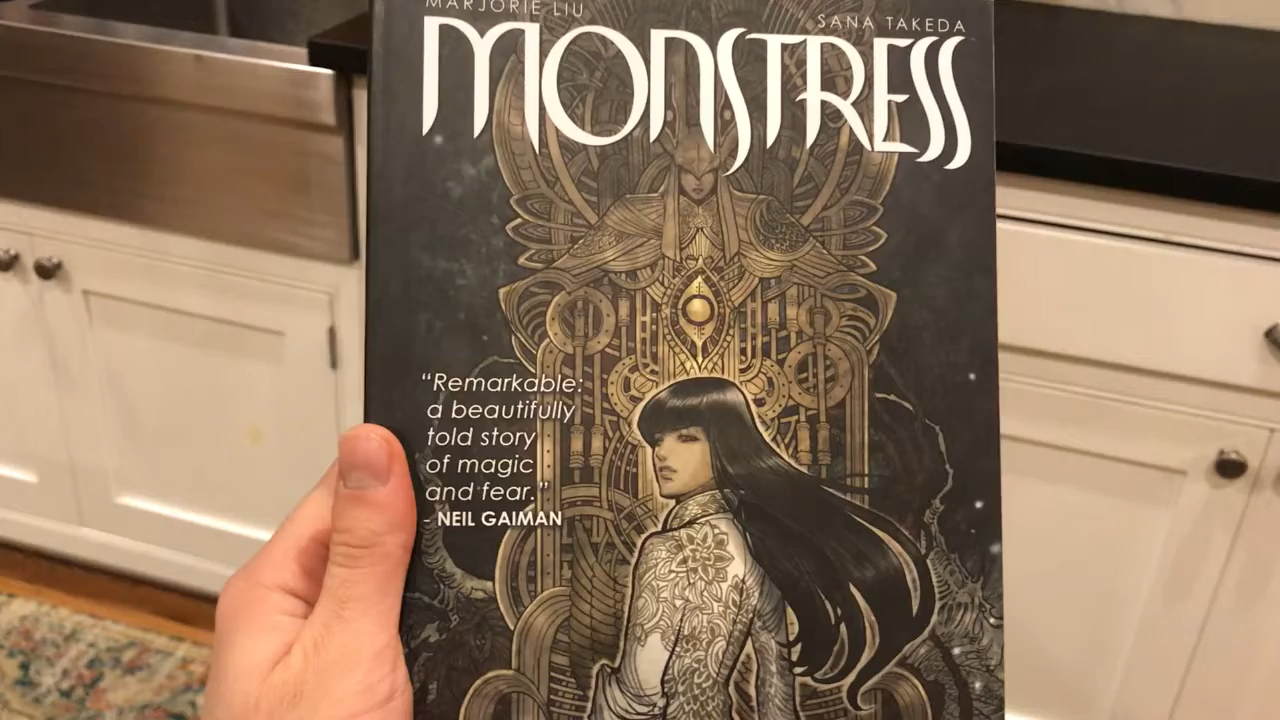 MARJORIE LIU
SANA TAKEDA
MONSTRESS
“Remarkable:
a beautifully
told story
of magic
and fear.”
- NEIL GAIMAN